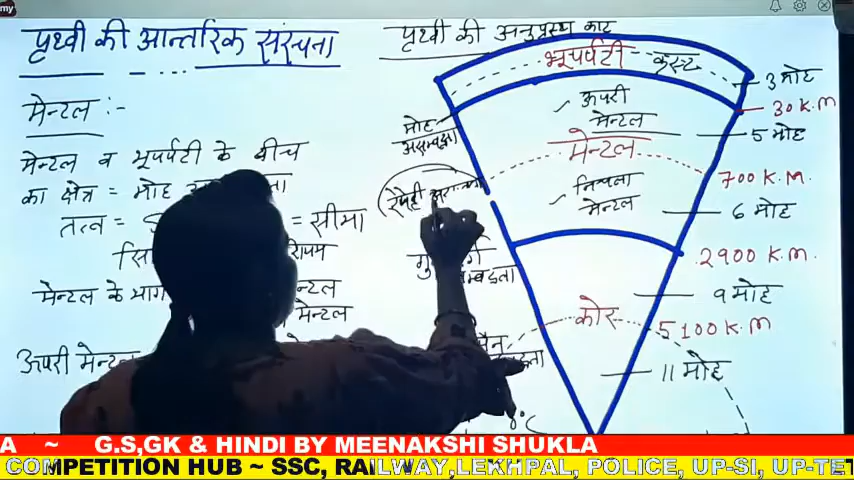 my
पृथ्वी की आन्तरिक संरचना
पृथ्वी की अनुप्रस्थ काट
मेन्टल :-
मेन्टल व भूपर्पटी के बीच
का क्षेत्र = मोह
तत्व = = सीमा
मेन्टल के भाग मेन्टल
मेन्टल
ऊपरी मेन्टल
भूपर्पटी क्रस्ट
3 मोह
30 K.M
मोह
असम्बद्धता
ऊपरी
मेन्टल
5 मोह
मेन्टल
700 K.M.
रेपेटी
निचला
मेन्टल
6 मोह
2900 K.M.
9 मोह
कोर
5100 K.M
11 मोह
A ~ G.S,GK & HINDI BY MEENAKSHI SHUKLA
COMPETITION HUB ~ SSC, RAILWAY,LEKHPAL, POLICE, UP-SI, UP-TET